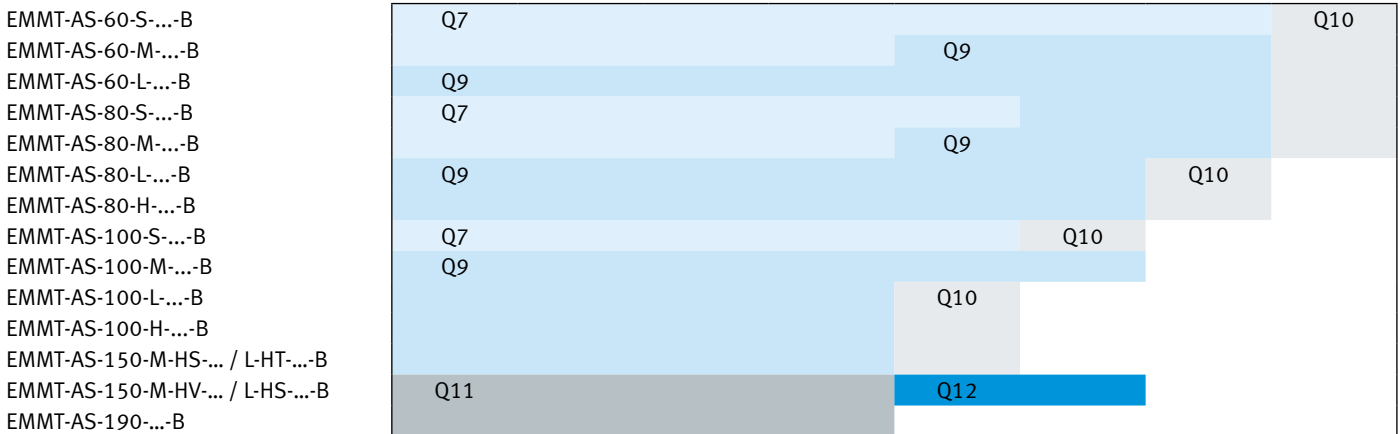 EMMT-AS-60-S-...-B Q7 Q10
EMMT-AS-60-M-...-B Q9
EMMT-AS-60-L-...-B Q9
EMMT-AS-80-S-...-B Q7
EMMT-AS-80-M-...-B Q9
EMMT-AS-80-L-...-B Q9 Q10
EMMT-AS-80-H-...-B
EMMT-AS-100-S-...-B Q7 Q10
EMMT-AS-100-M-...-B Q9
EMMT-AS-100-L-...-B Q10
EMMT-AS-100-H-...-B
EMMT-AS-150-M-HS-... / L-HT-...-B
EMMT-AS-150-M-HV-... / L-HS-...-B Q11 Q12
EMMT-AS-190-...-B